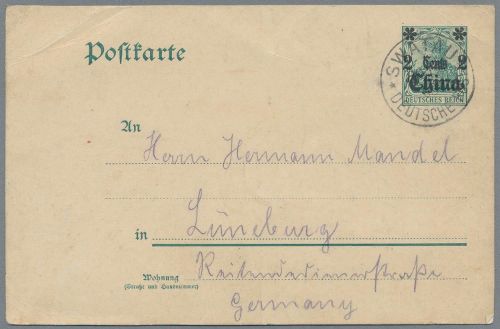 Postkarte
2 Cents 2
China
DEUTSCHES REICH
SWATAU
* DEUTSCHE
An
Herrn Hermann Mandel
in
Lüneburg
Wohnung
(Straße und Hausnummer)
Germany